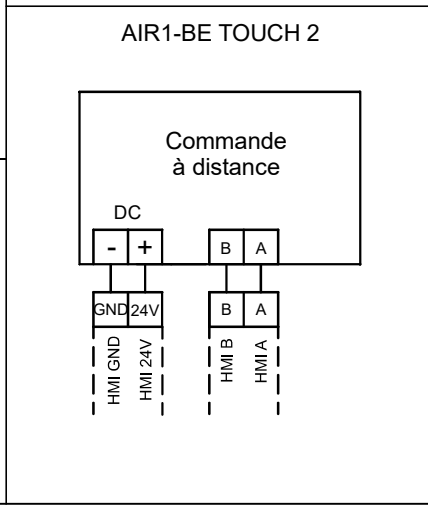 AIR1-BE TOUCH 2
Commande
à distance
DC
- + B A
GND 24V B A
HMI GND
HMI 24V
HMI B
HMI A